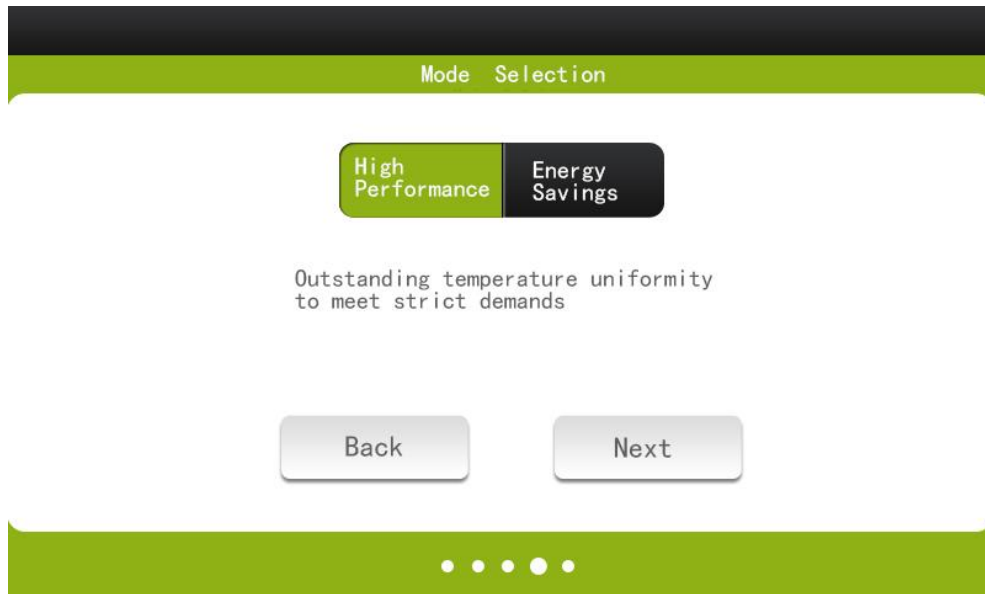 Mode Selection
High
Performance
Energy
Savings
Outstanding temperature uniformity
to meet strict demands
Back
Next